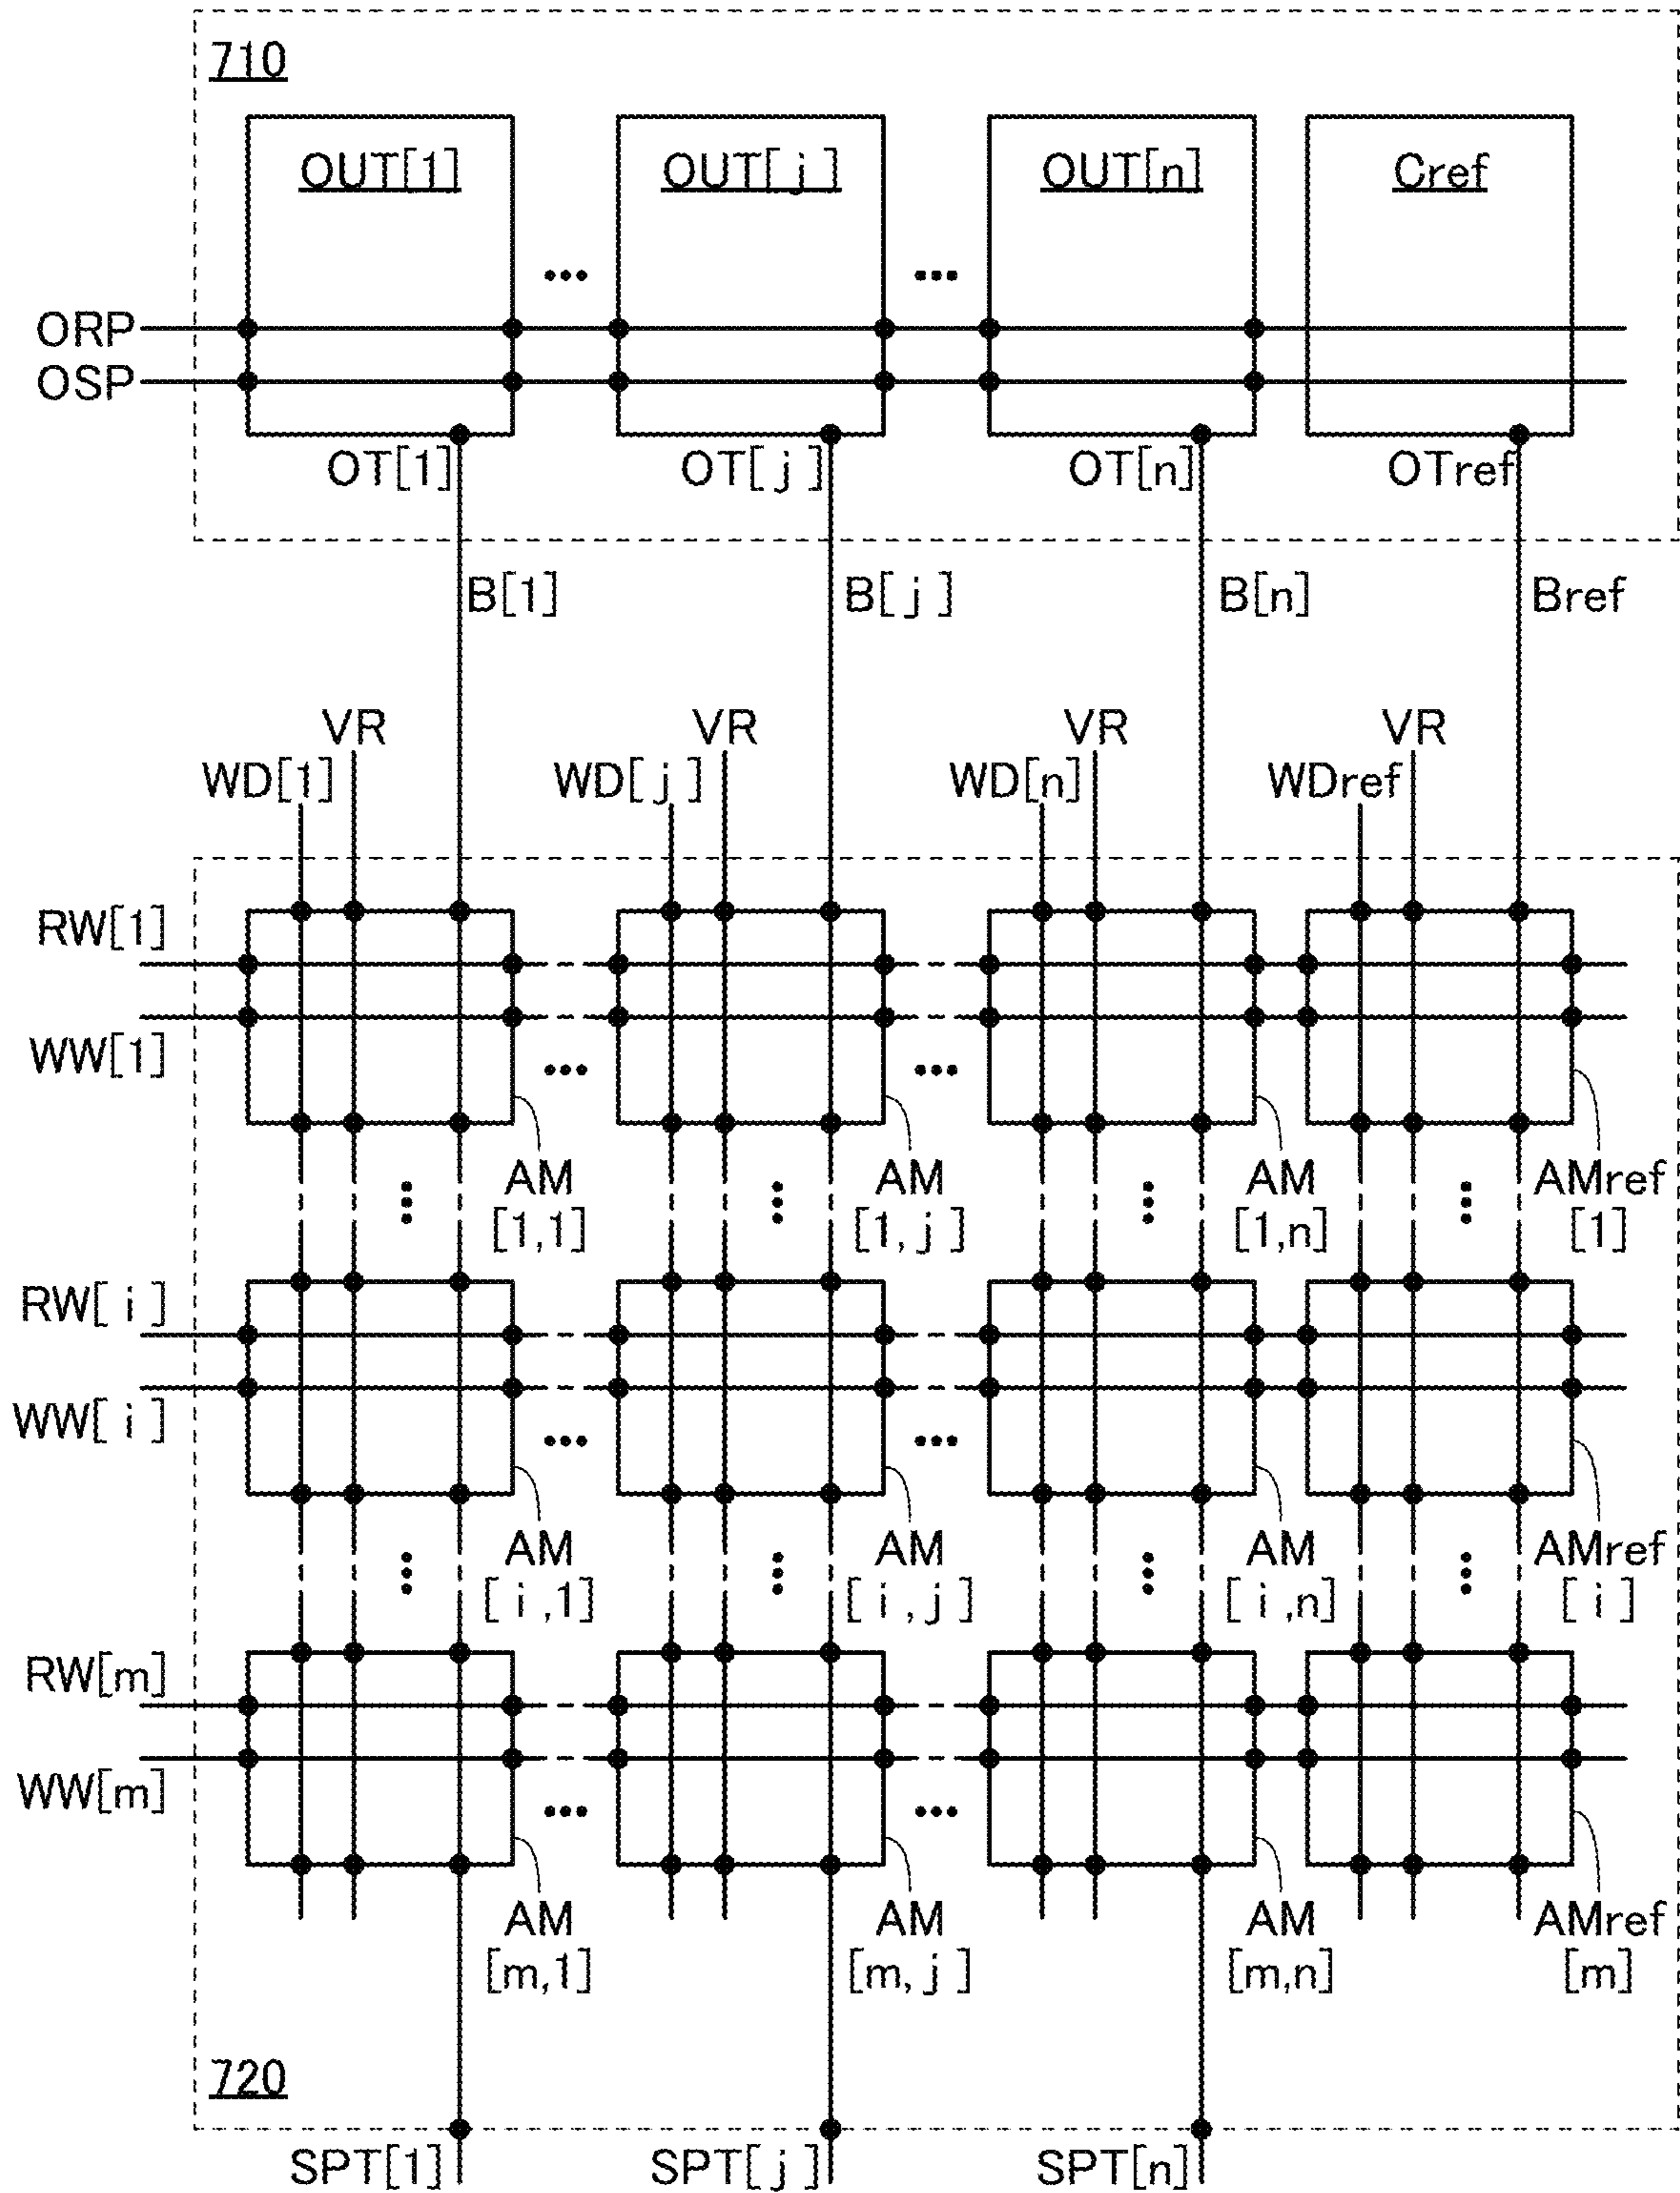 710
OUT[1] OUT[j] OUT[n] Cref
ORP
OSP
OT[1] OT[j] OT[n] OTref
B[1] B[j] B[n] Bref
VR VR VR VR
WD[1] WD[j] WD[n] WDref
RW[1]
WW[1]
AM AM AM AMref
[1,1] [1,j] [1,n] [1]
RW[i]
WW[i]
AM AM AM AMref
[i,1] [i,j] [i,n] [i]
RW[m]
WW[m]
AM AM AM AMref
[m,1] [m,j] [m,n] [m]
720
SPT[1] SPT[j] SPT[n]